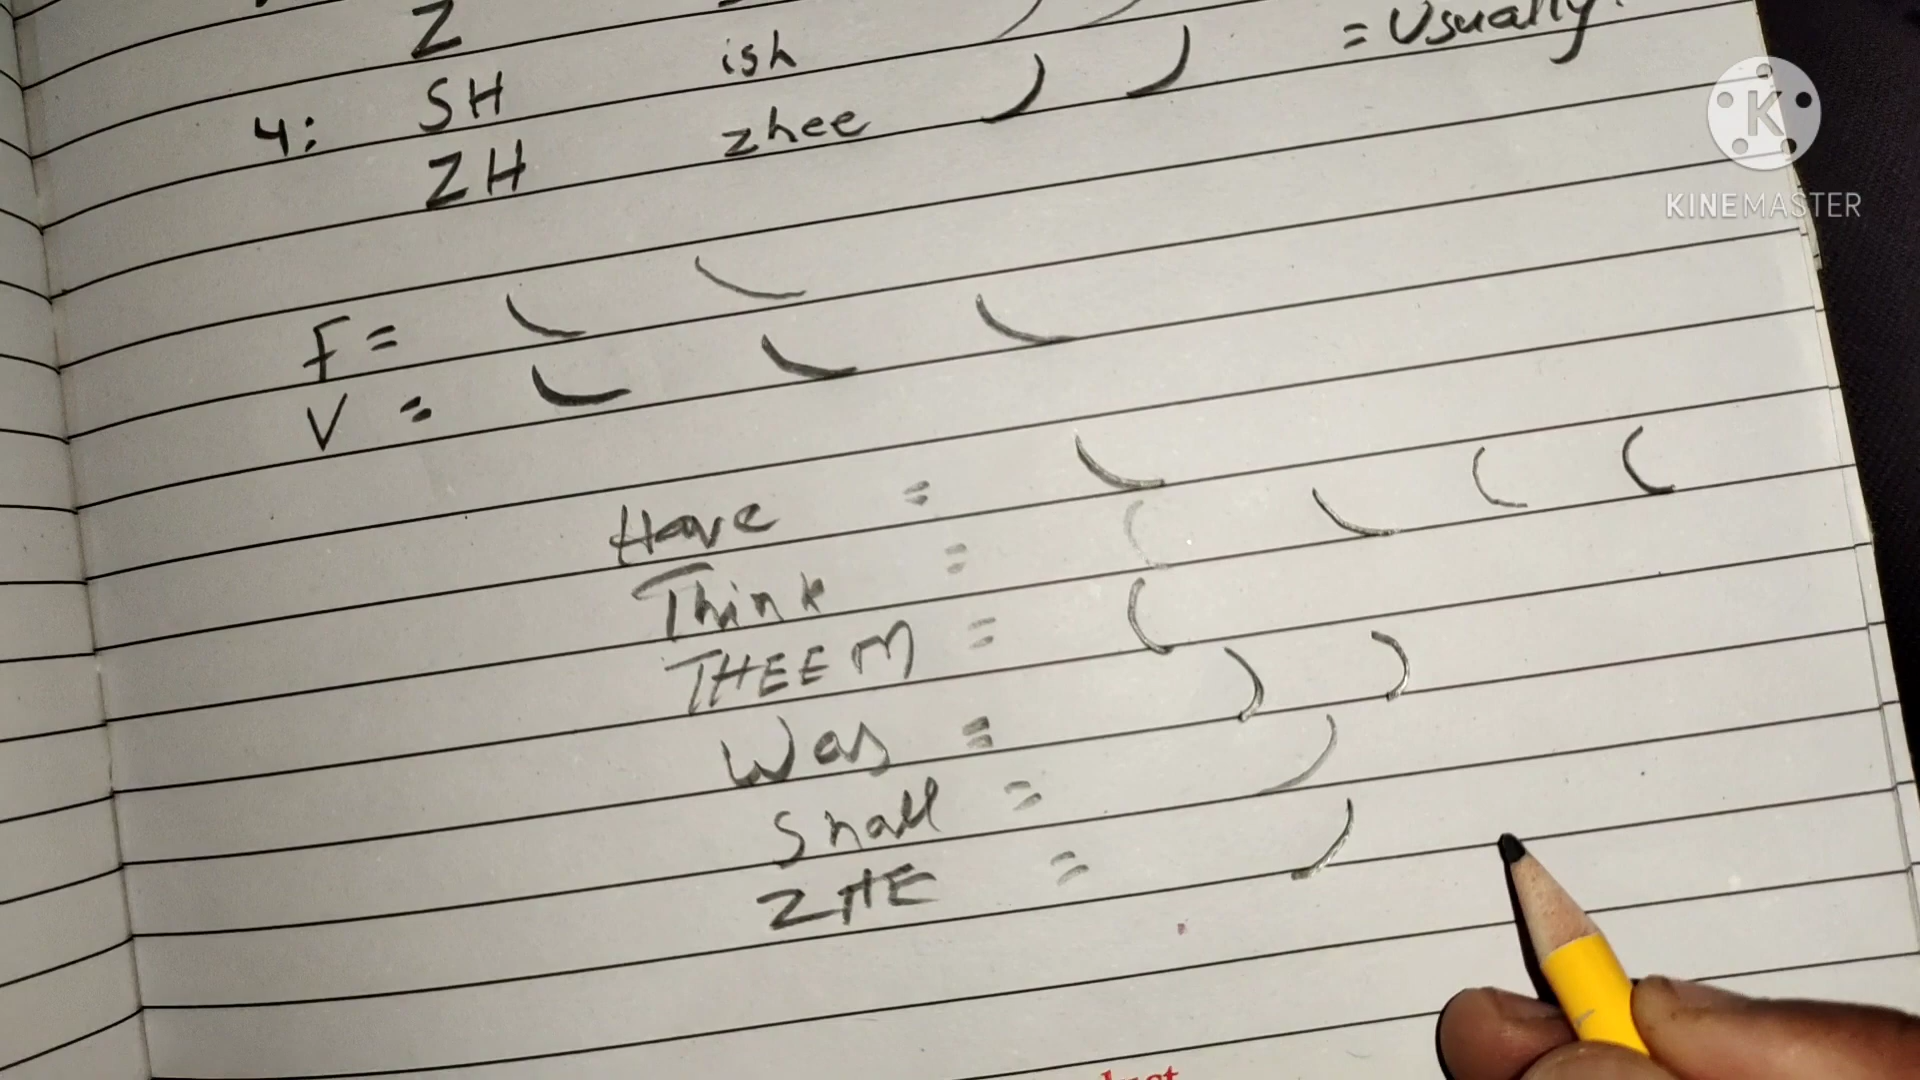 Z
ish
= Usually.
4: SH
zhee
ZH
F =
V =
Have =
Think =
THEEM =
Was =
Shall =
ZHE =
KINEMASTER